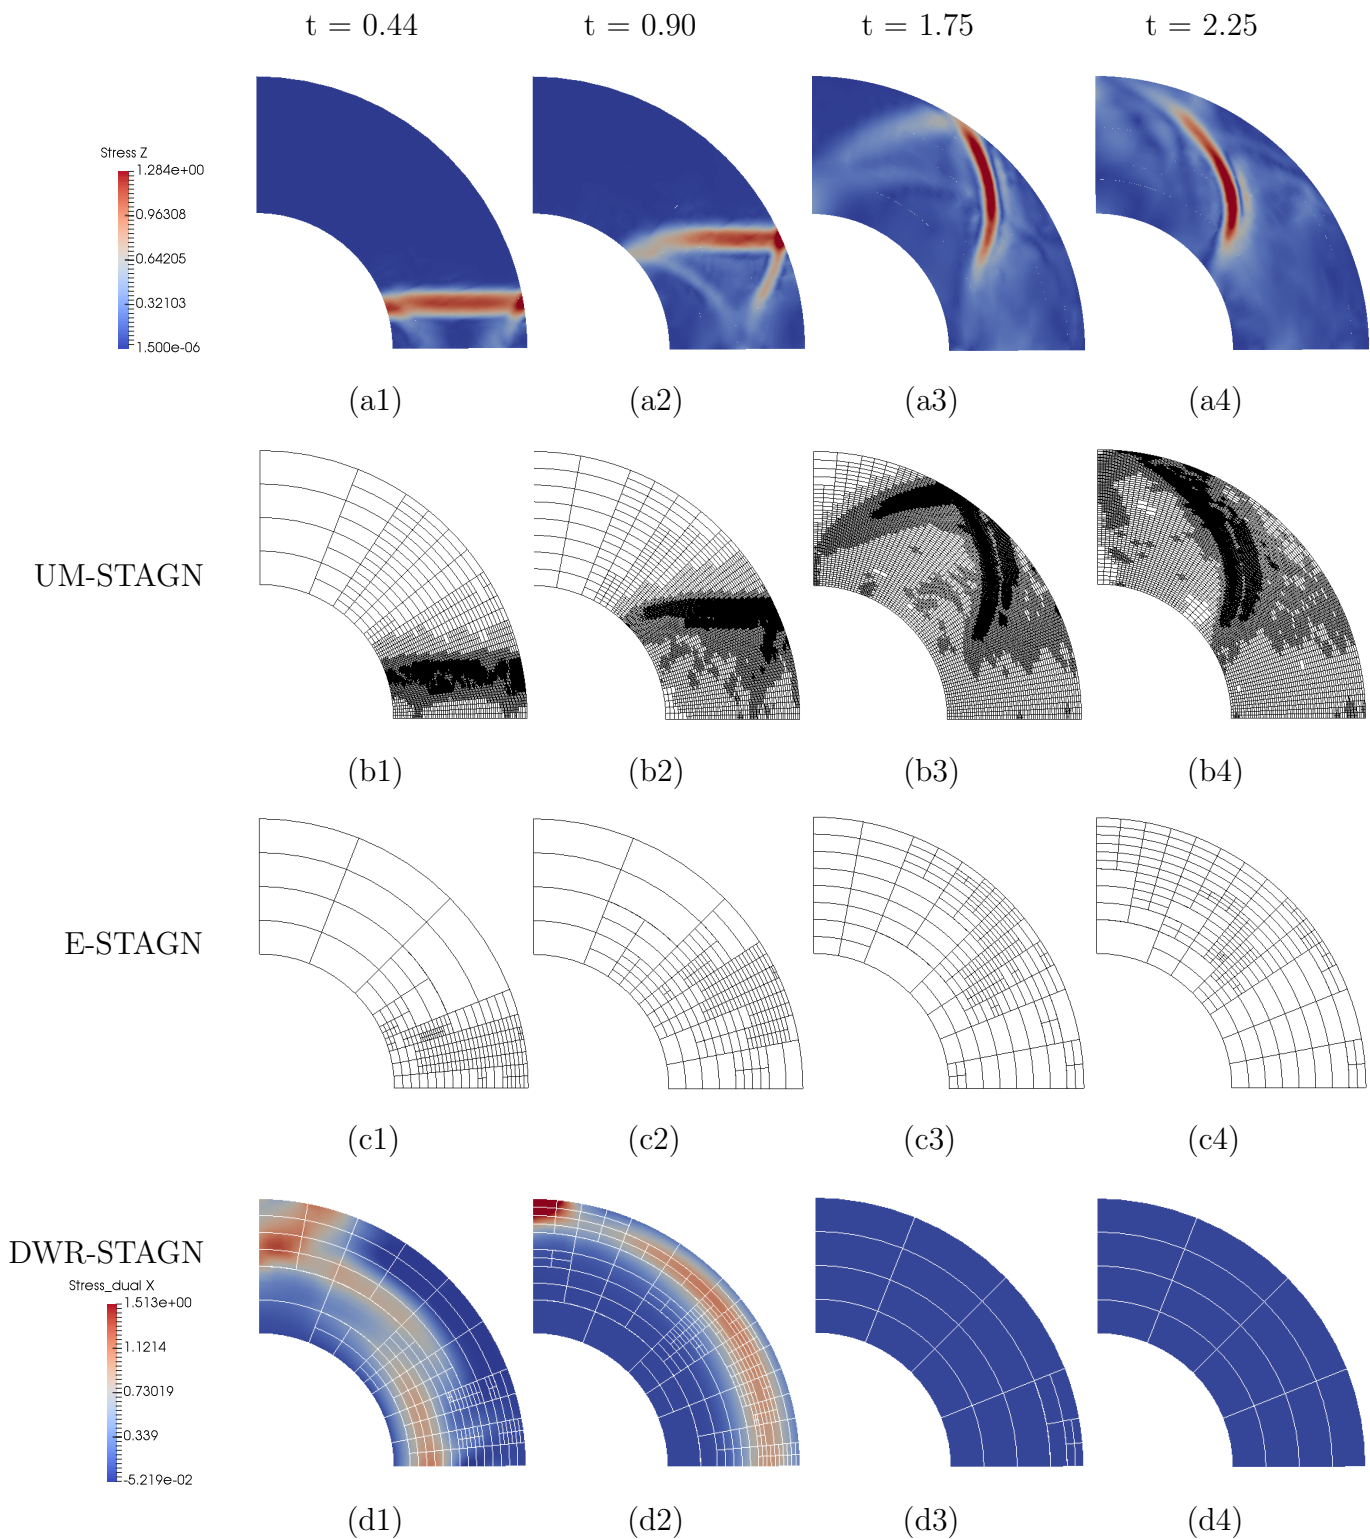 t = 0.44 t = 0.90 t = 1.75 t = 2.25
Stress Z
1.284e+00
0.96308
0.64205
0.32103
1.500e-06
(a1) (a2) (a3) (a4)
UM-STAGN
(b1) (b2) (b3) (b4)
E-STAGN
(c1) (c2) (c3) (c4)
DWR-STAGN
Stress_dual X
1.513e+00
1.1214
0.73019
0.339
-5.219e-02
(d1) (d2) (d3) (d4)